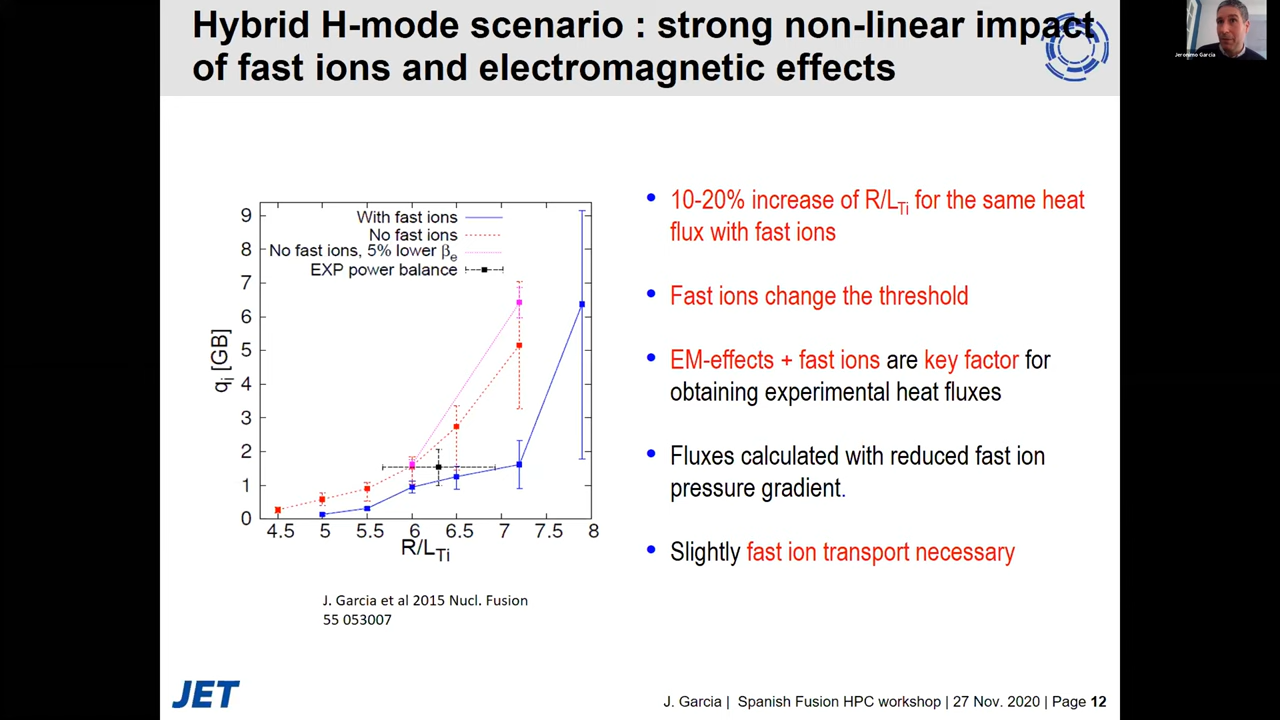 Hybrid H-mode scenario : strong non-linear impact
of fast ions and electromagnetic effects
Jeronimo Garcia
With fast ions
No fast ions
No fast ions, 5% lower βe
EXP power balance
9
8
7
6
5
4
3
2
1
0
qi [GB]
4.5 5 5.5 6 6.5 7 7.5 8
R/LTi
J. Garcia et al 2015 Nucl. Fusion
55 053007
• 10-20% increase of R/LTi for the same heat
flux with fast ions
• Fast ions change the threshold
• EM-effects + fast ions are key factor for
obtaining experimental heat fluxes
• Fluxes calculated with reduced fast ion
pressure gradient.
• Slightly fast ion transport necessary
JET
J. Garcia | Spanish Fusion HPC workshop | 27 Nov. 2020 | Page 12